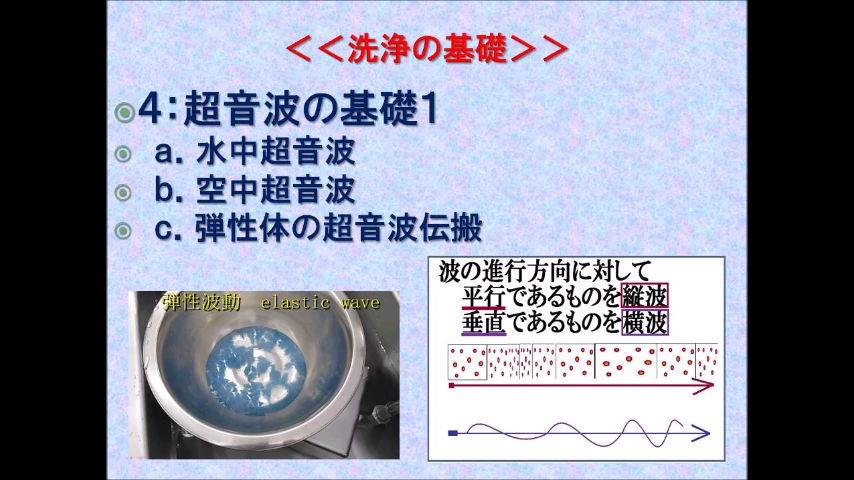 ＜＜洗浄の基礎＞＞
4：超音波の基礎1
a．水中超音波
b．空中超音波
c．弾性体の超音波伝搬
波の進行方向に対して
平行であるものを縦波
垂直であるものを横波
弾性波動　elastic wave